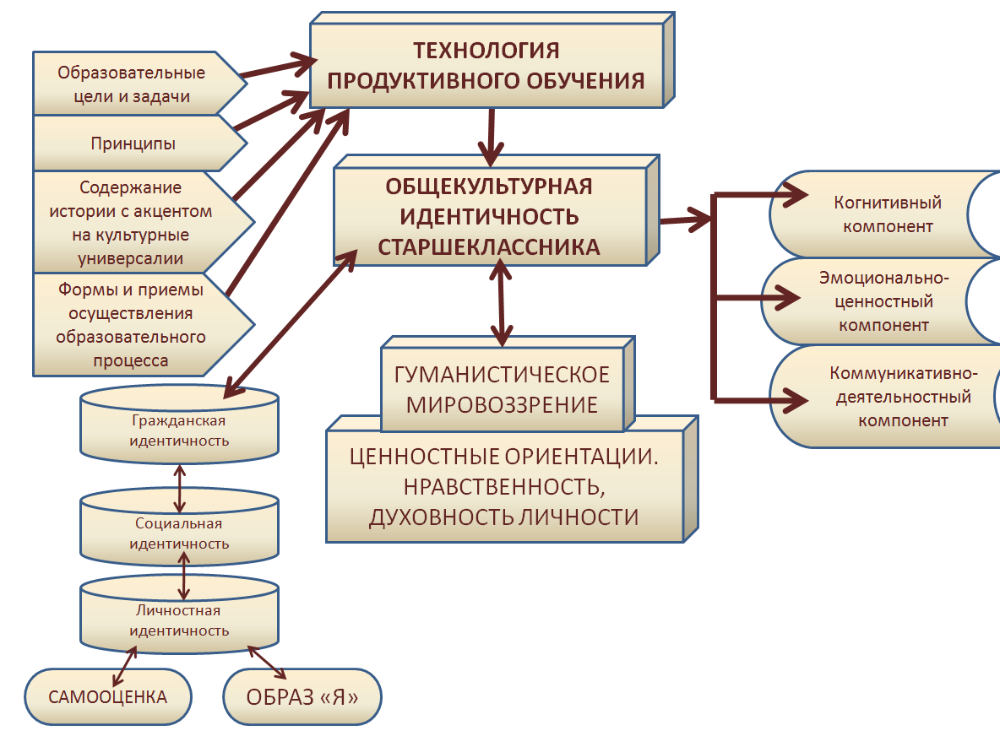 ТЕХНОЛОГИЯ
ПРОДУКТИВНОГО ОБУЧЕНИЯ
Образовательные
цели и задачи
Принципы
Содержание
истории с акцентом
на культурные
универсалии
Формы и приемы
осуществления
образовательного
процесса
ОБЩЕКУЛЬТУРНАЯ
ИДЕНТИЧНОСТЬ
СТАРШЕКЛАССНИКА
Когнитивный
компонент
Эмоционально-
ценностный
компонент
Коммуникативно-
деятельностный
компонент
ГУМАНИСТИЧЕСКОЕ
МИРОВОЗЗРЕНИЕ
ЦЕННОСТНЫЕ ОРИЕНТАЦИИ.
НРАВСТВЕННОСТЬ,
ДУХОВНОСТЬ ЛИЧНОСТИ
Гражданская
идентичность
Социальная
идентичность
Личностная
идентичность
САМООЦЕНКА
ОБРАЗ «Я»